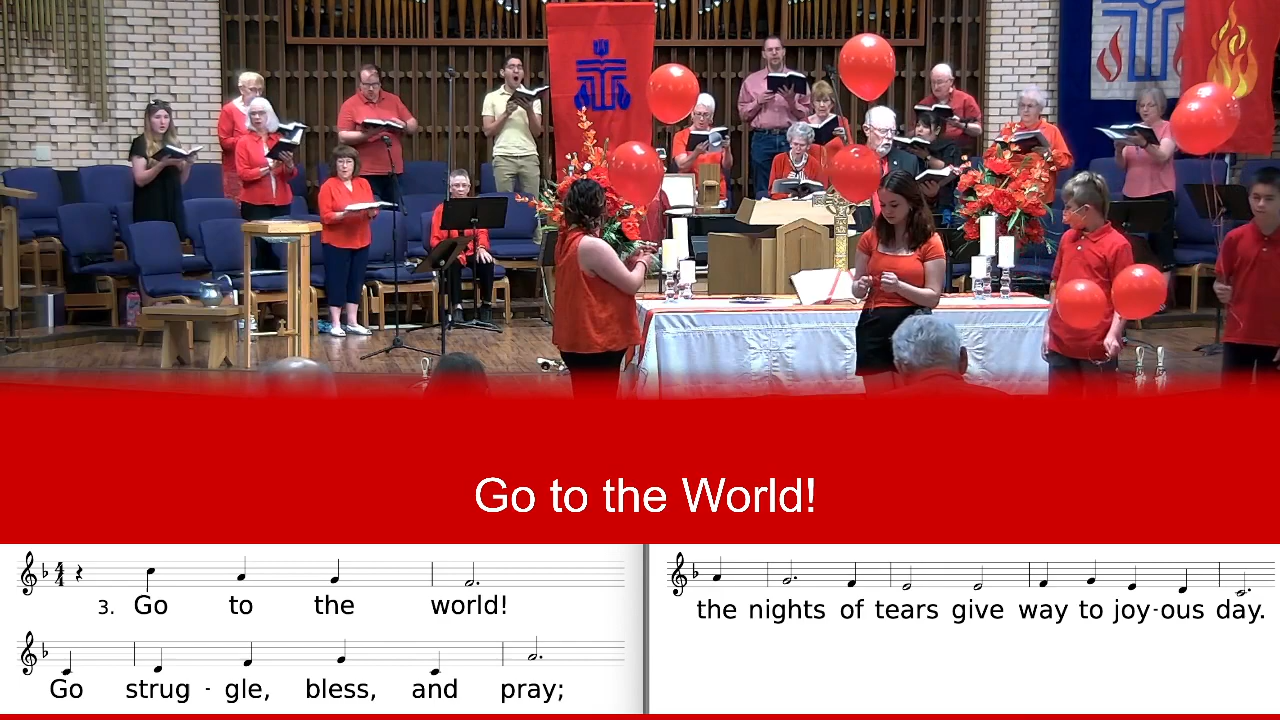 Go to the World!
3. Go to the world!
Go strug - gle, bless, and pray;
the nights of tears give way to joy-ous day.